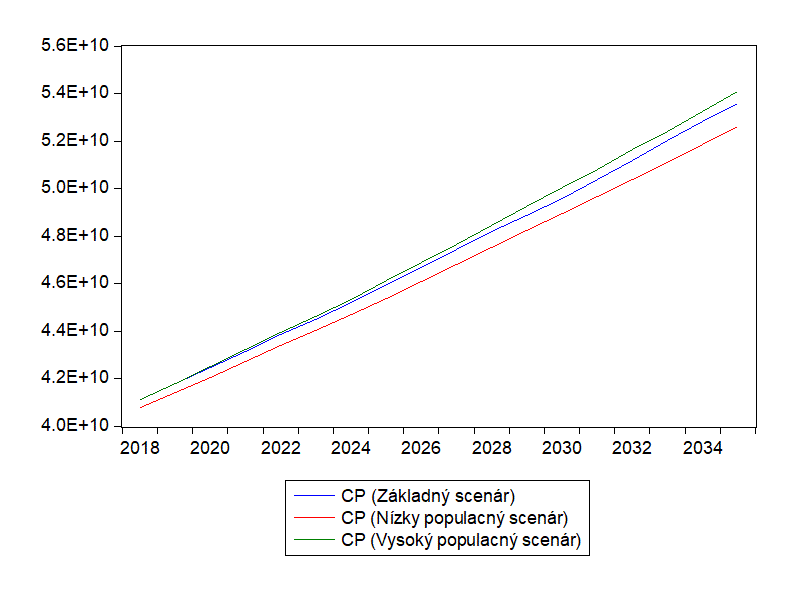 5.6E+10
5.4E+10
5.2E+10
5.0E+10
4.8E+10
4.6E+10
4.4E+10
4.2E+10
4.0E+10
2018 2020 2022 2024 2026 2028 2030 2032 2034
CP (Základný scenár)
CP (Nízky populacný scenár)
CP (Vysoký populacný scenár)